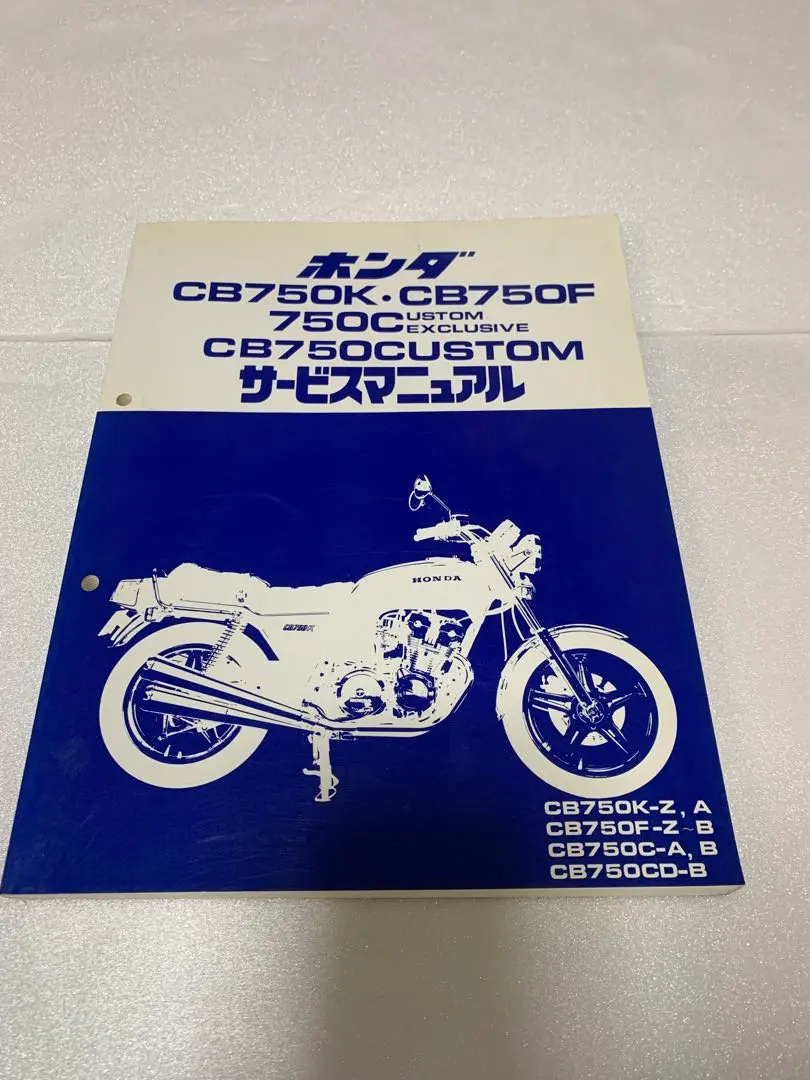 ホンダ
CB750K・CB750F
750CUSTOM
EXCLUSIVE
CB750CUSTOM
サービスマニュアル
HONDA
CB750K
CB750K-Z, A
CB750F-Z~B
CB750C-A, B
CB750CD-B